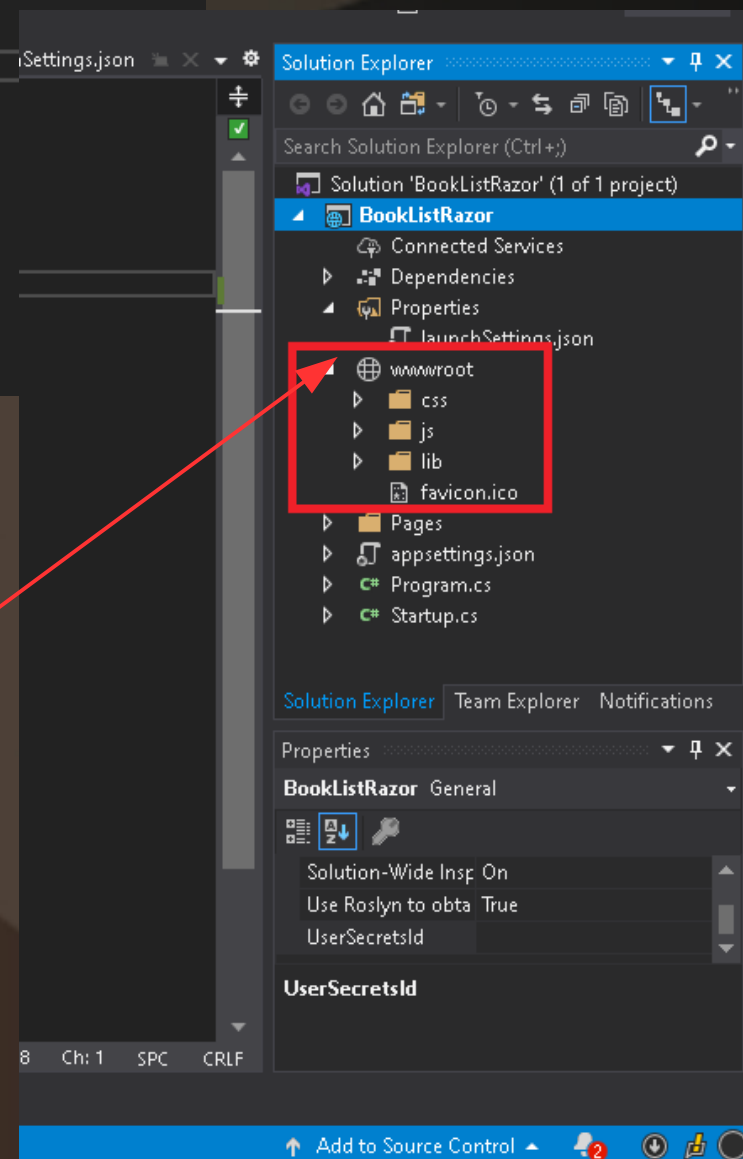 Settings.json
Solution Explorer
Search Solution Explorer (Ctrl+;)
Solution 'BookListRazor' (1 of 1 project)
BookListRazor
Connected Services
Dependencies
Properties
launchSettings.json
wwwroot
css
js
lib
favicon.ico
Pages
appsettings.json
C# Program.cs
C# Startup.cs
Solution Explorer Team Explorer Notifications
Properties
BookListRazor General
Solution-Wide Insp On
Use Roslyn to obta True
UserSecretsId
UserSecretsId
8 Ch: 1 SPC CRLF
Add to Source Control 2